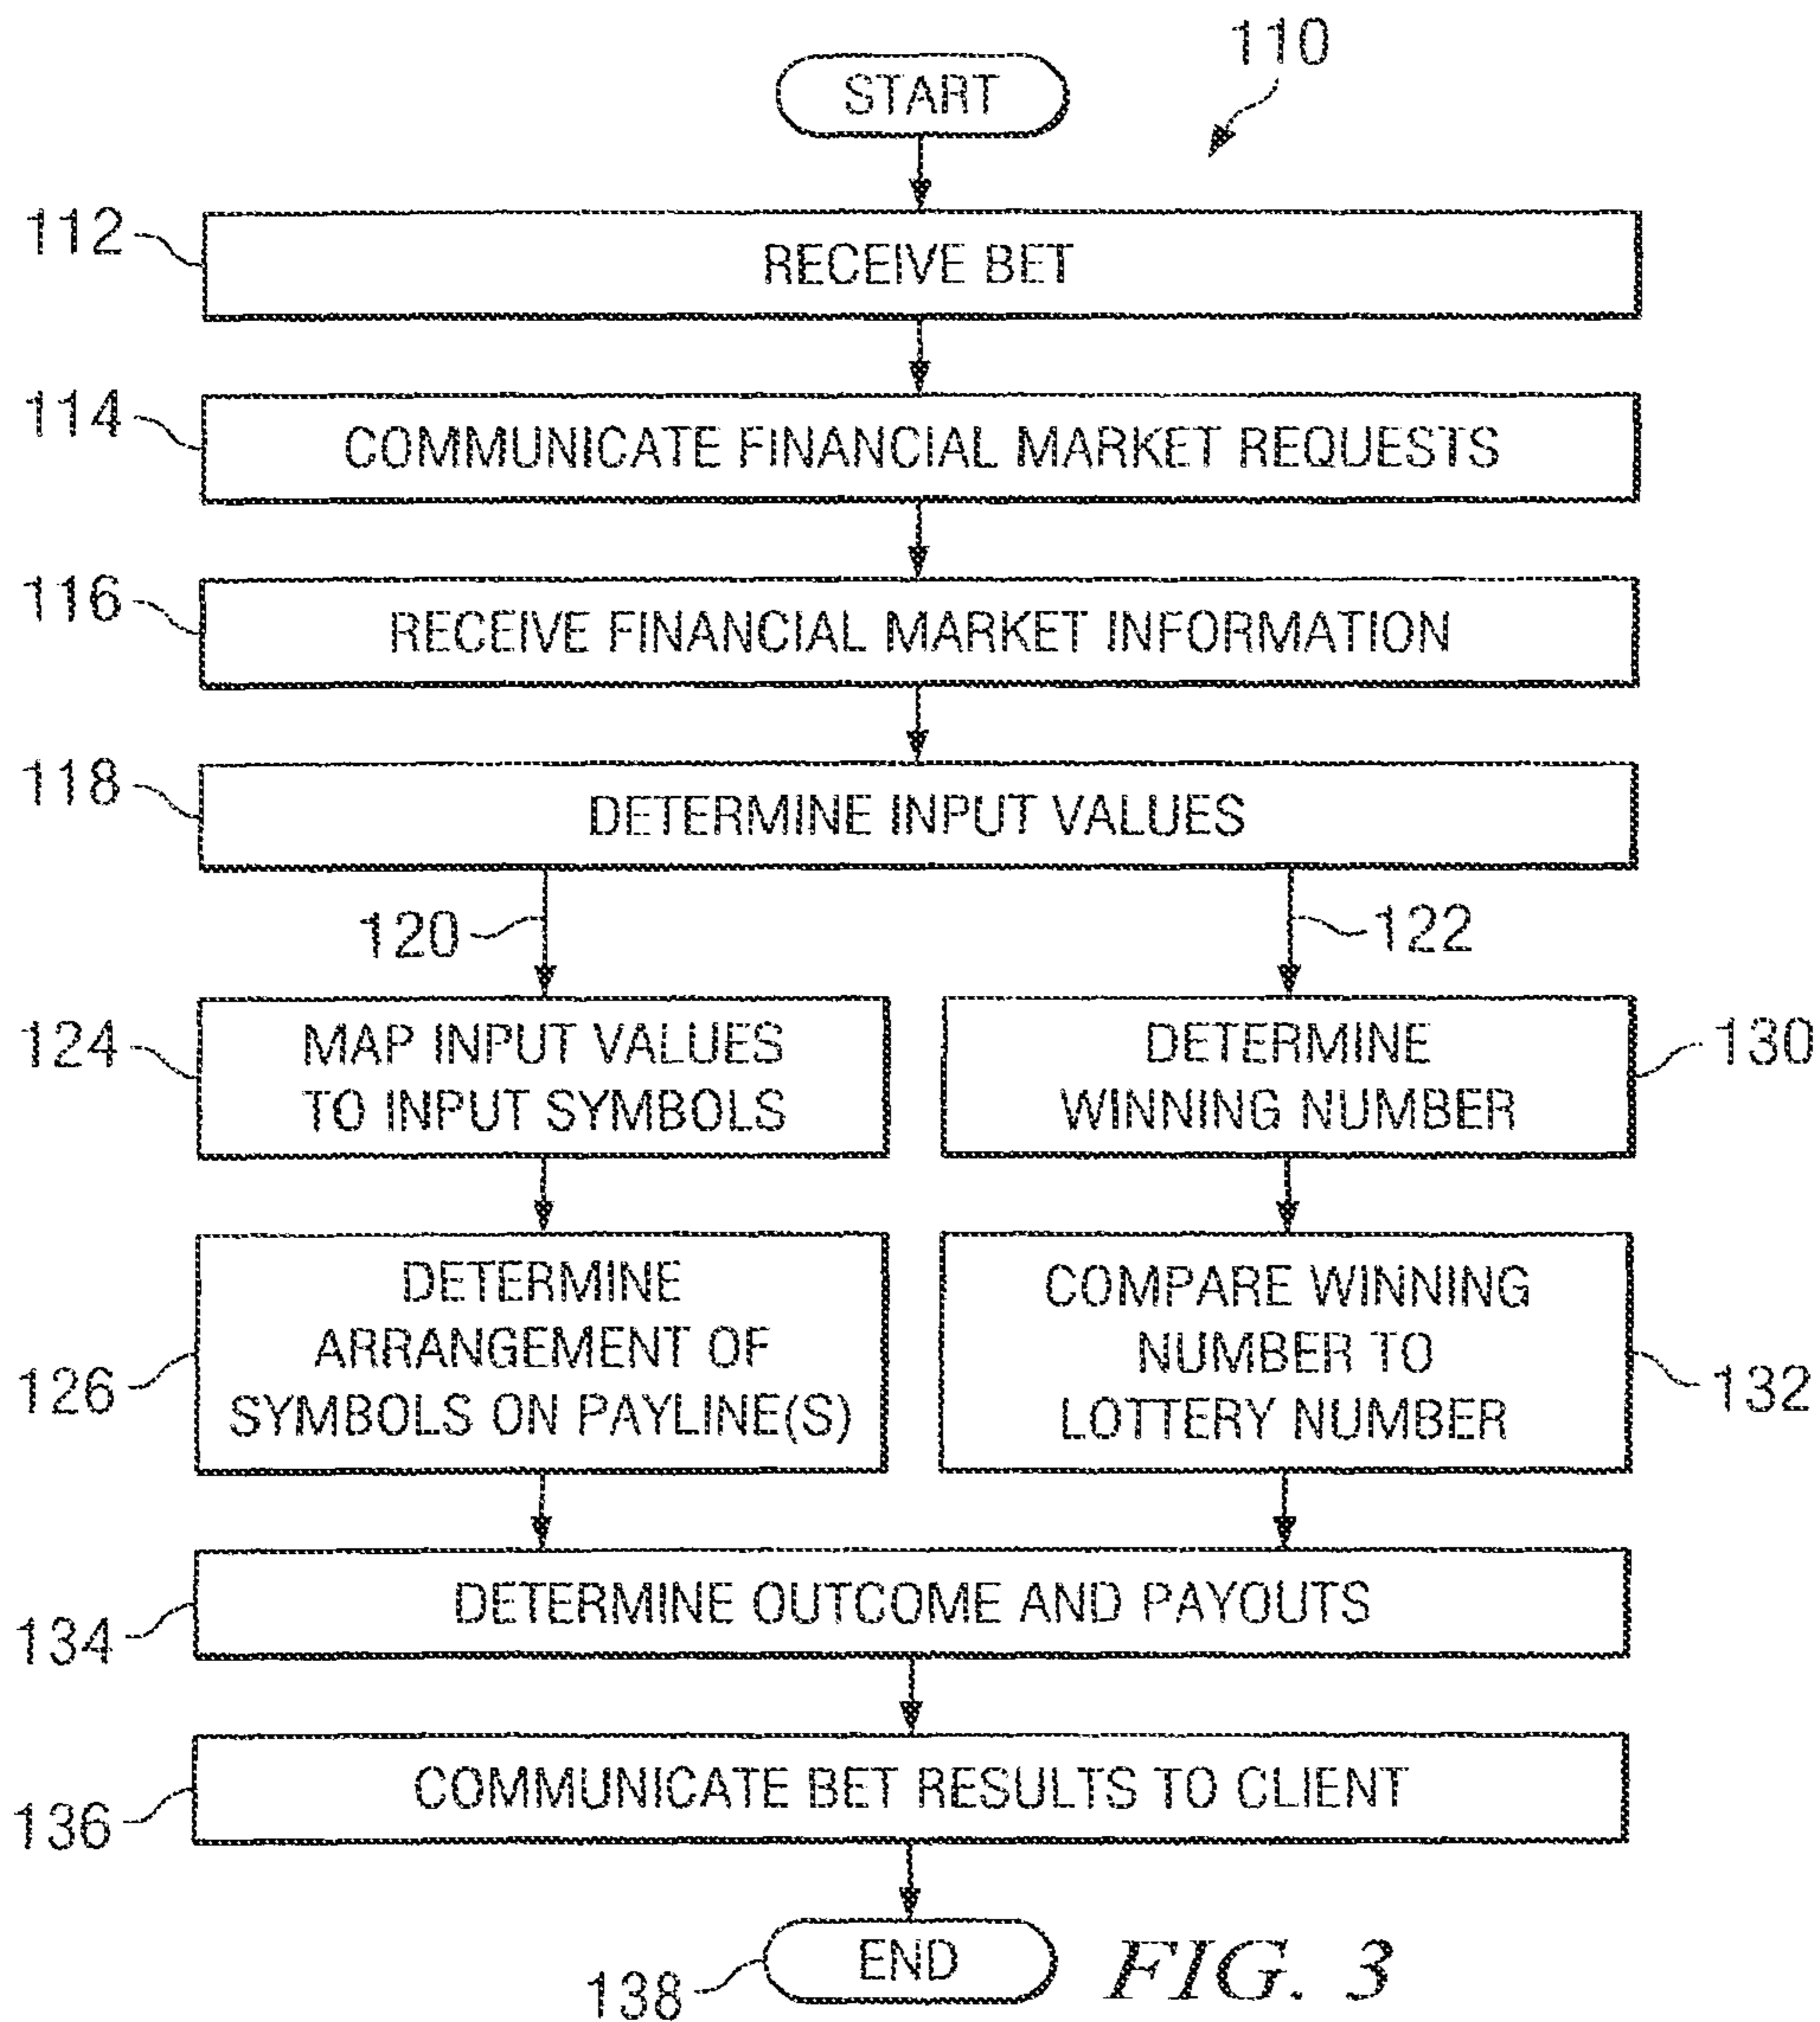 110
START
112
RECEIVE BET
114
COMMUNICATE FINANCIAL MARKET REQUESTS
116
RECEIVE FINANCIAL MARKET INFORMATION
118
DETERMINE INPUT VALUES
120
122
124
MAP INPUT VALUES
TO INPUT SYMBOLS
DETERMINE
WINNING NUMBER
130
126
DETERMINE
ARRANGEMENT OF
SYMBOLS ON PAYLINE(S)
COMPARE WINNING
NUMBER TO
LOTTERY NUMBER
132
134
DETERMINE OUTCOME AND PAYOUTS
136
COMMUNICATE BET RESULTS TO CLIENT
138
END
FIG. 3